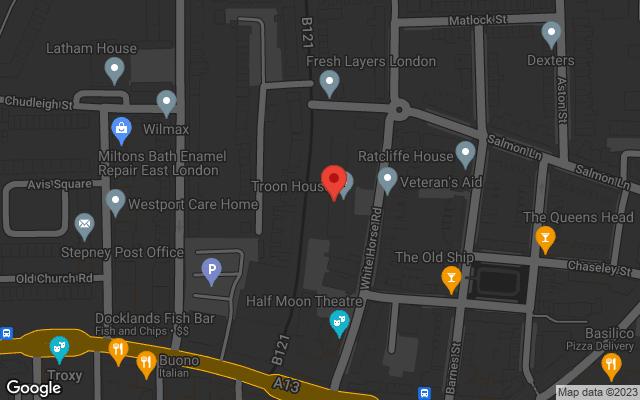 B121
Matlock St
Latham House
Fresh Layers London
Dexters
Chudleigh St
Aston St
Wilmax
Salmon Ln
Miltons Bath Enamel
Repair East London
Ratcliffe House
Salmon Ln
Avis Square
Troon House
Veteran's Aid
Westport Care Home
White Horse Rd
The Queens Head
Stepney Post Office
The Old Ship
Chaseley St
P
Old Church Rd
Half Moon Theatre
Docklands Fish Bar
Fish and Chips · $$
Basilico
Pizza Delivery
B121
Buono
Italian
Barnes St
Troxy
A13
Google
Map data ©2023